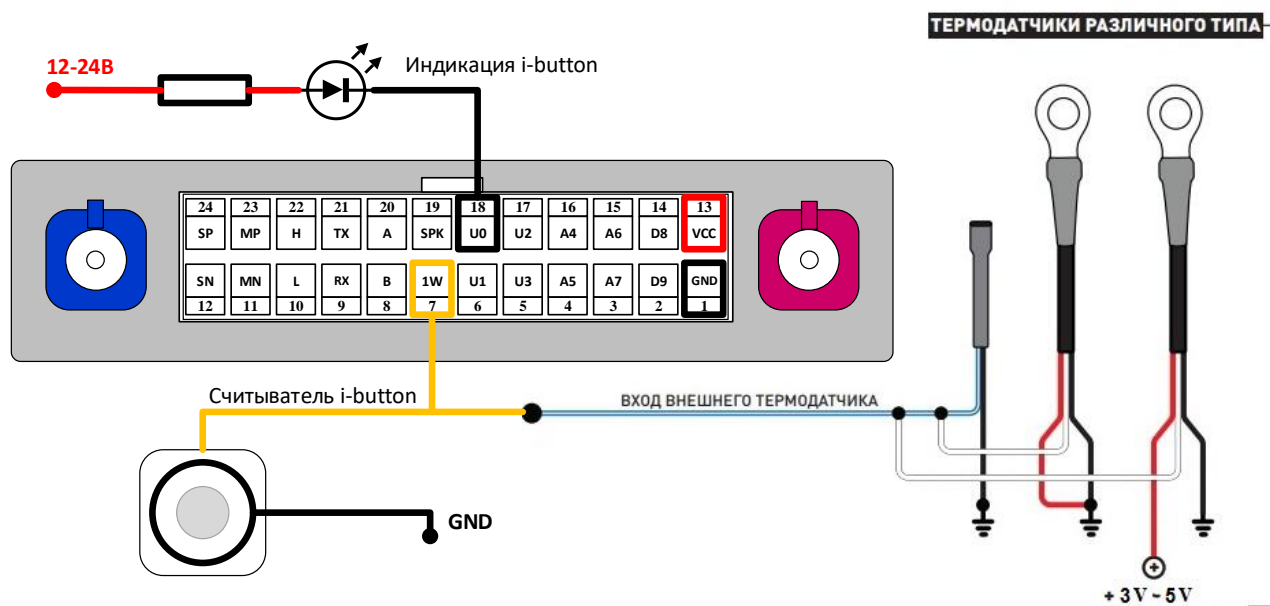 ТЕРМОДАТЧИКИ РАЗЛИЧНОГО ТИПА
12-24В
Индикация i-button
24 23 22 21 20 19 18 17 16 15 14 13
SP MP H TX A SPK U0 U2 A4 A6 D8 VCC
SN MN L RX B 1W U1 U3 A5 A7 D9 GND
12 11 10 9 8 7 6 5 4 3 2 1
Считыватель i-button
ВХОД ВНЕШНЕГО ТЕРМОДАТЧИКА
GND
+ 3V ~ 5V